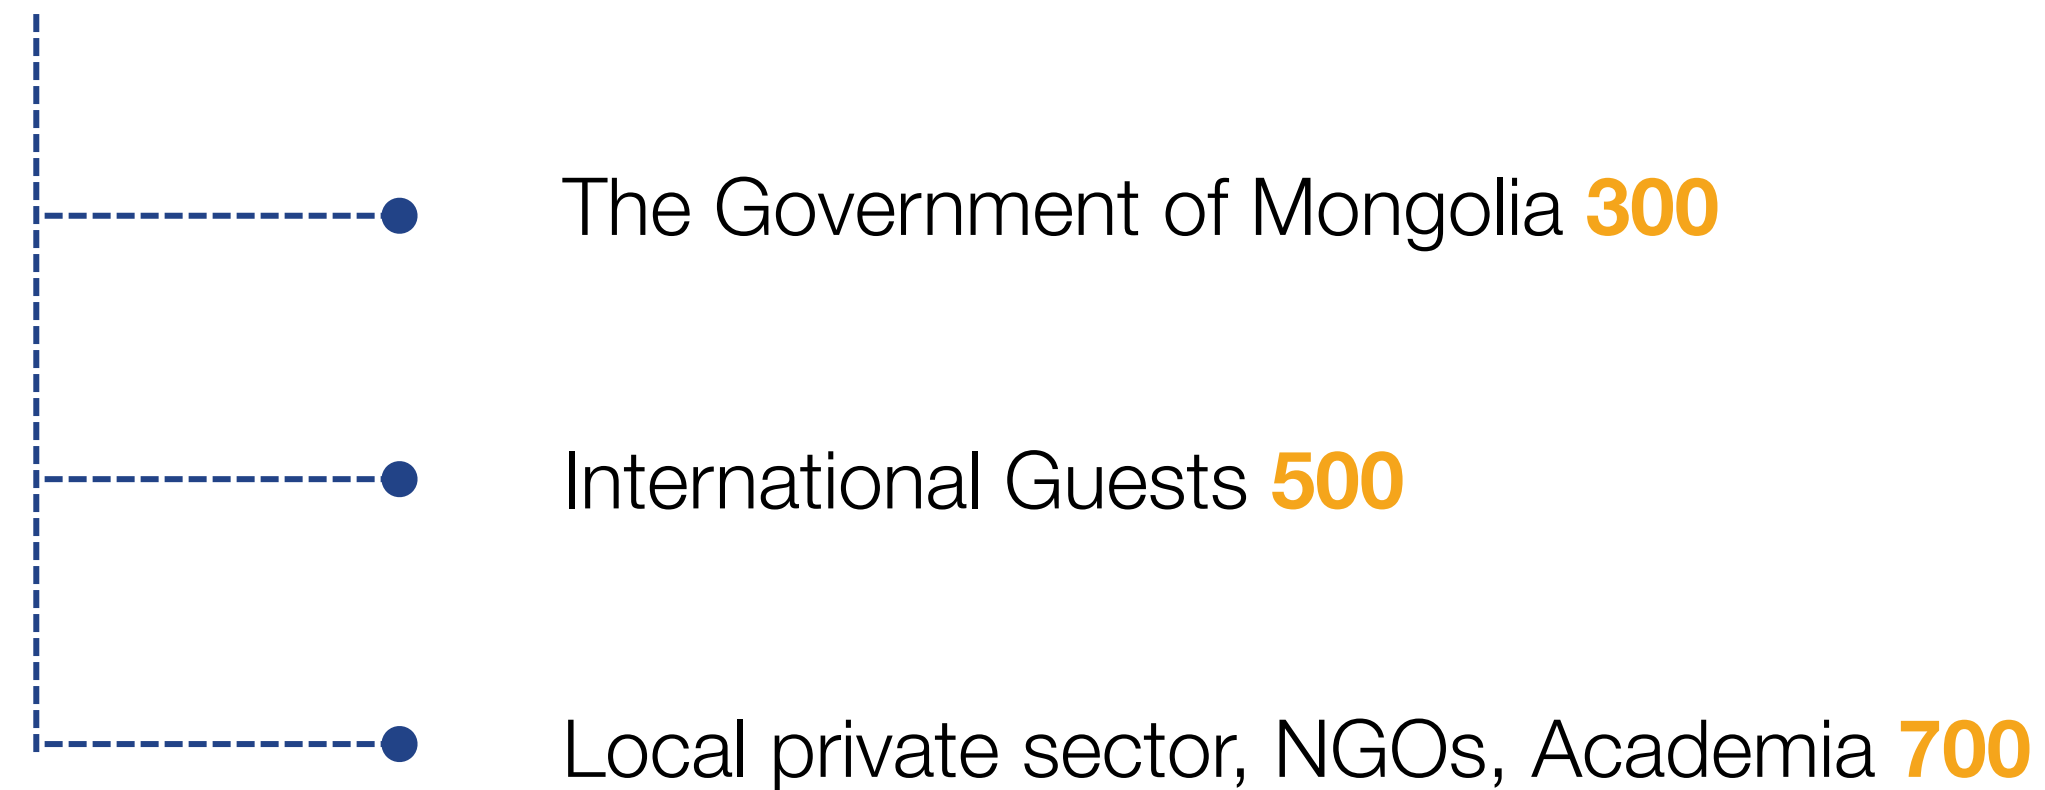 The Government of Mongolia 300
International Guests 500
Local private sector, NGOs, Academia 700